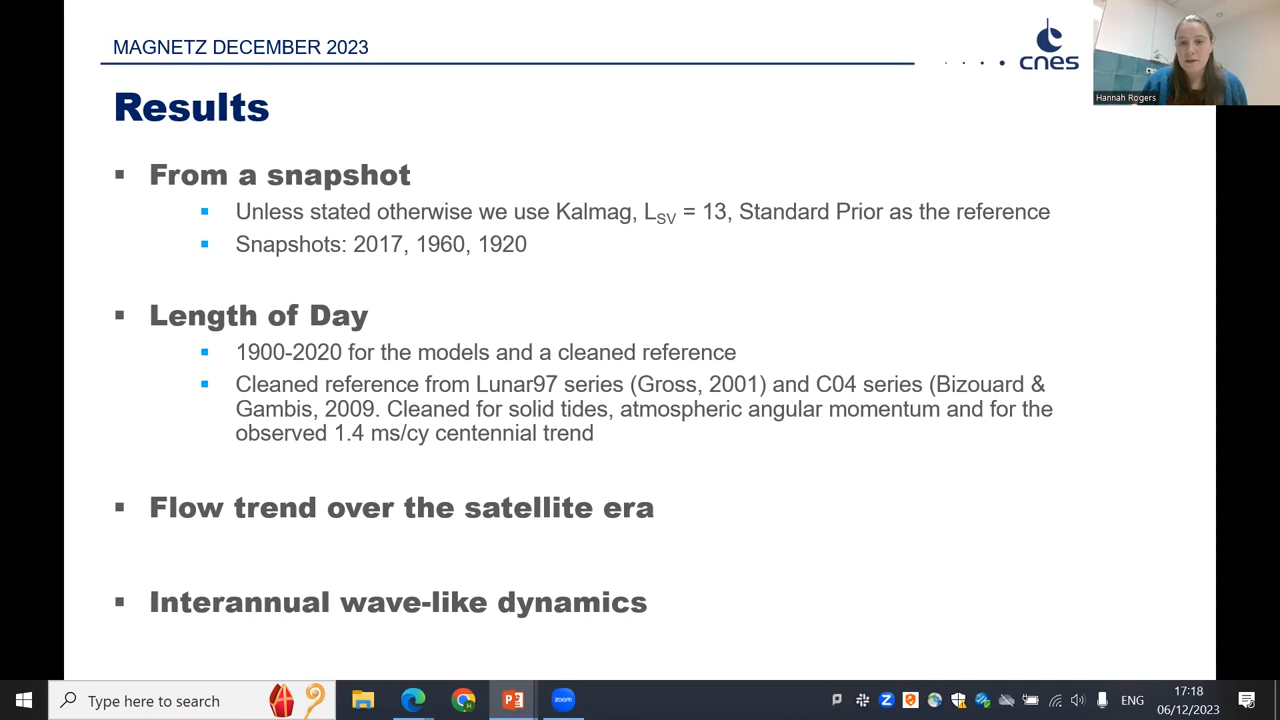 MAGNETZ DECEMBER 2023
cnes
Hannah Rogers
Results
From a snapshot
Unless stated otherwise we use Kalmag, LSV = 13, Standard Prior as the reference
Snapshots: 2017, 1960, 1920
Length of Day
1900-2020 for the models and a cleaned reference
Cleaned reference from Lunar97 series (Gross, 2001) and C04 series (Bizouard &
Gambis, 2009. Cleaned for solid tides, atmospheric angular momentum and for the
observed 1.4 ms/cy centennial trend
Flow trend over the satellite era
Interannual wave-like dynamics
Type here to search
zoom
ENG
17:18
06/12/2023